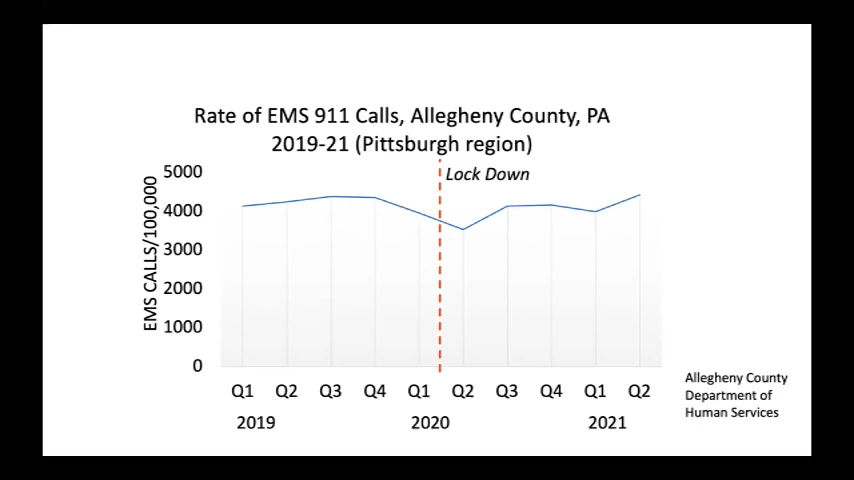 Rate of EMS 911 Calls, Allegheny County, PA
2019-21 (Pittsburgh region)
Lock Down
EMS CALLS/100,000
5000
4000
3000
2000
1000
0
Q1 Q2 Q3 Q4 Q1 Q2 Q3 Q4 Q1 Q2
2019 2020 2021
Allegheny County
Department of
Human Services